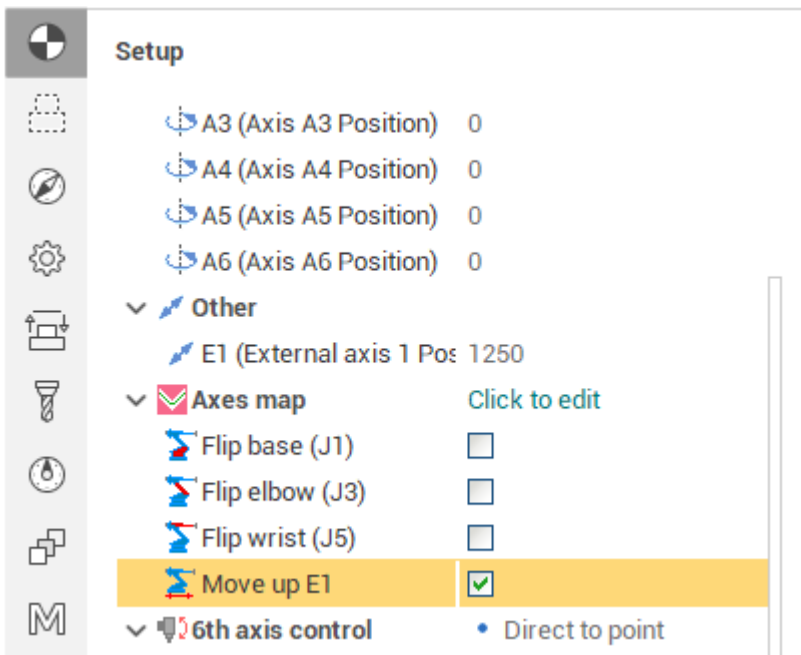 Setup
A3 (Axis A3 Position) 0
A4 (Axis A4 Position) 0
A5 (Axis A5 Position) 0
A6 (Axis A6 Position) 0
Other
E1 (External axis 1 Pos 1250
Axes map Click to edit
Flip base (J1)
Flip elbow (J3)
Flip wrist (J5)
Move up E1
M
6th axis control • Direct to point